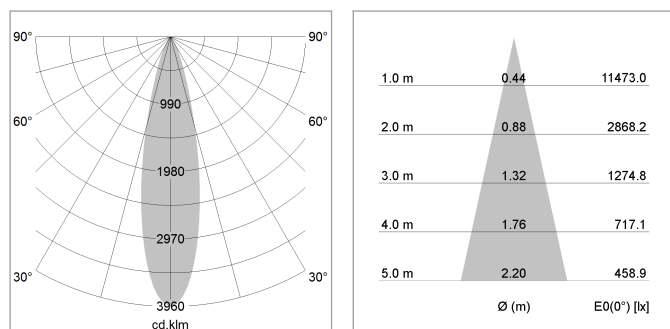 90° 90°
990
60° 60°
1980
2970
30° 30°
3960
cd.klm
1.0 m 0.44 11473.0
2.0 m 0.88 2868.2
3.0 m 1.32 1274.8
4.0 m 1.76 717.1
5.0 m 2.20 458.9
Ø (m) E0(0°) [lx]